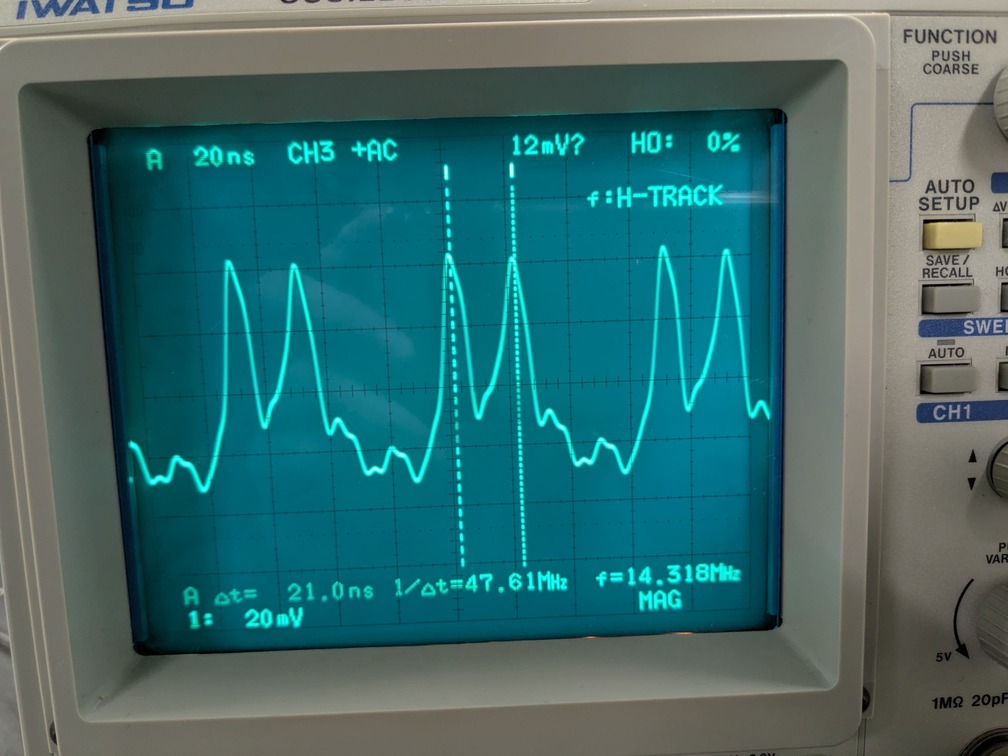 IWATSU
A 20ns CH3 +AC 12mV? HO: 0%
f:H-TRACK
A Δt= 21.0ns 1/Δt=47.61MHz f=14.318MHz
MAG
1: 20mV
FUNCTION
PUSH
COARSE
AUTO
SETUP
SAVE/
RECALL
AUTO
CH1
5V
1MΩ 20pF